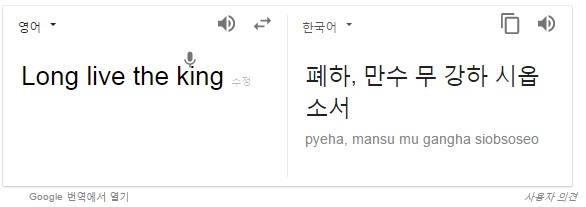 영어 한국어
Long live the king 수정
폐하, 만수 무 강하 시옵
소서
pyeha, mansu mu gangha siobsoseo
Google 번역에서 열기 사용자 의견